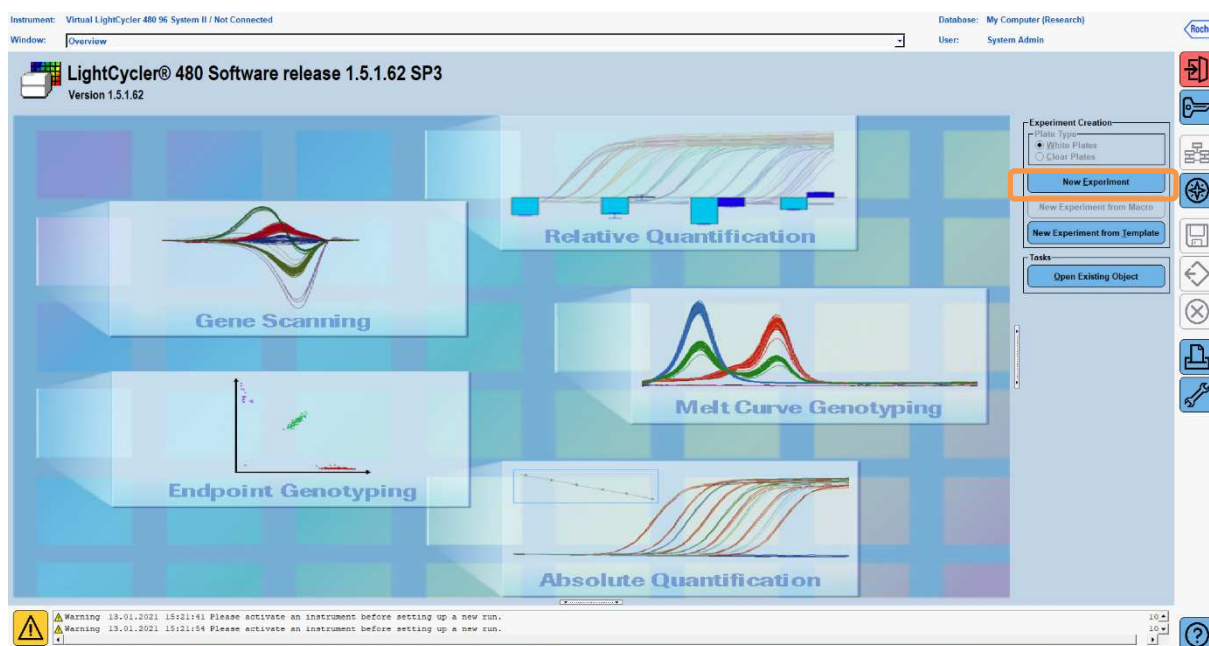 Instrument: Virtual LightCycler 480 96 System II / Not Connected
Database: My Computer (Research)
Window: Overview
User: System Admin
Roch
LightCycler® 480 Software release 1.5.1.62 SP3
Version 1.5.1.62
Experiment Creation
Plate Type
White Plates
Clear Plates
New Experiment
New Experiment from Macro
New Experiment from Template
Tasks
Open Existing Object
Relative Quantification
Gene Scanning
Melt Curve Genotyping
Endpoint Genotyping
Absolute Quantification
Warning 13.01.2021 15:21:41 Please activate an instrument before setting up a new run. 10
Warning 13.01.2021 15:21:54 Please activate an instrument before setting up a new run. 10